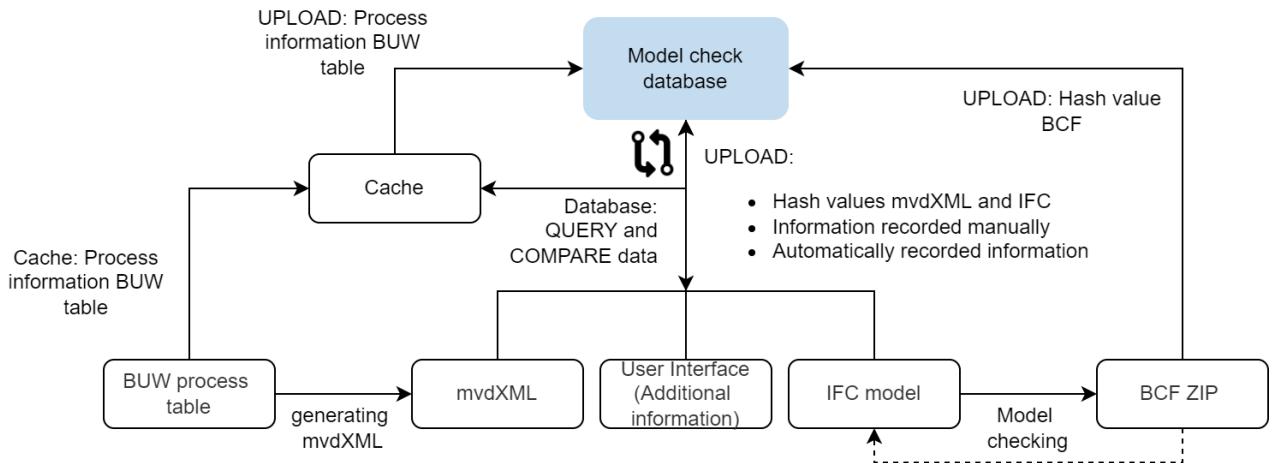 UPLOAD: Process
information BUW
table
Model check
database
UPLOAD: Hash value
BCF
UPLOAD:
Cache
Database:
QUERY and
COMPARE data
• Hash values mvdXML and IFC
• Information recorded manually
• Automatically recorded information
Cache: Process
information BUW
table
BUW process
table
generating
mvdXML
mvdXML
User Interface
(Additional
information)
IFC model
Model
checking
BCF ZIP